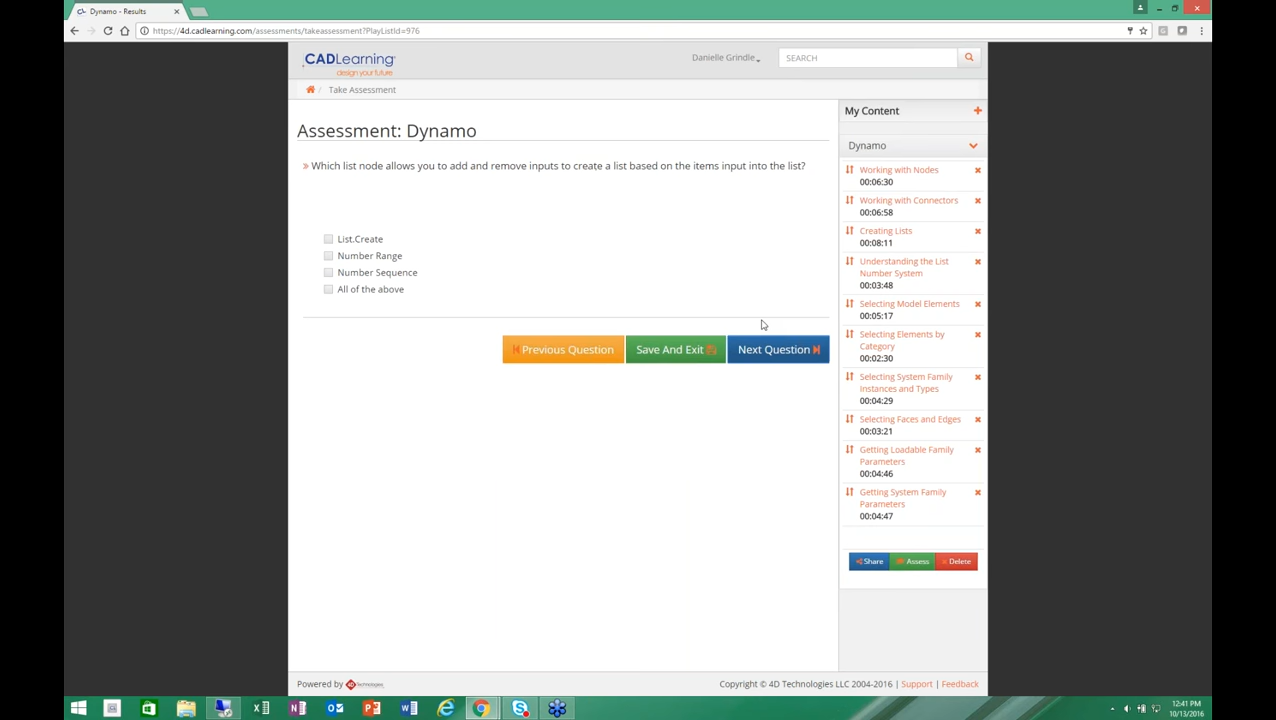 Dynamo - Results
https://4d.cadlearning.com/assessments/takeassessment?PlayListId=976
CADLearning
design your future
Danielle Grindle
SEARCH
/ Take Assessment
My Content
Assessment: Dynamo
Dynamo
» Which list node allows you to add and remove inputs to create a list based on the items input into the list?
List.Create
Number Range
Number Sequence
All of the above
Previous Question
Save And Exit
Next Question
Working with Nodes
00:06:30
Working with Connectors
00:06:58
Creating Lists
00:08:11
Understanding the List
Number System
00:03:48
Selecting Model Elements
00:05:17
Selecting Elements by
Category
00:02:30
Selecting System Family
Instances and Types
00:04:29
Selecting Faces and Edges
00:03:21
Getting Loadable Family
Parameters
00:04:46
Getting System Family
Parameters
00:04:47
Share
Assess
Delete
Powered by 4D Technologies
Copyright © 4D Technologies LLC 2004-2016 | Support | Feedback
12:41 PM
10/13/2016